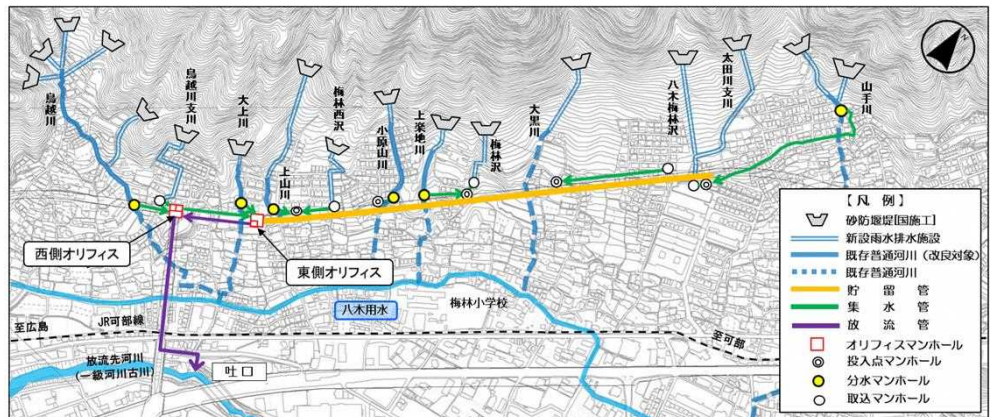 鳥越川
鳥越川支川
大上川
上山川
梅林西沢
小原山川
上楽地川
梅林沢
大黒川
八木梅林沢
太田川支川
山手川
西側オリフィス
東側オリフィス
八木用水
梅林小学校
至広島
JR可部線
至可部
放流先河川
(一級河川古川)
吐口
【凡 例】
砂防堰堤[国施工]
新設雨水排水施設
既存普通河川(改良対象)
既存普通河川
貯留管
集水管
放流管
オリフィスマンホール
投入点マンホール
分水マンホール
取込マンホール